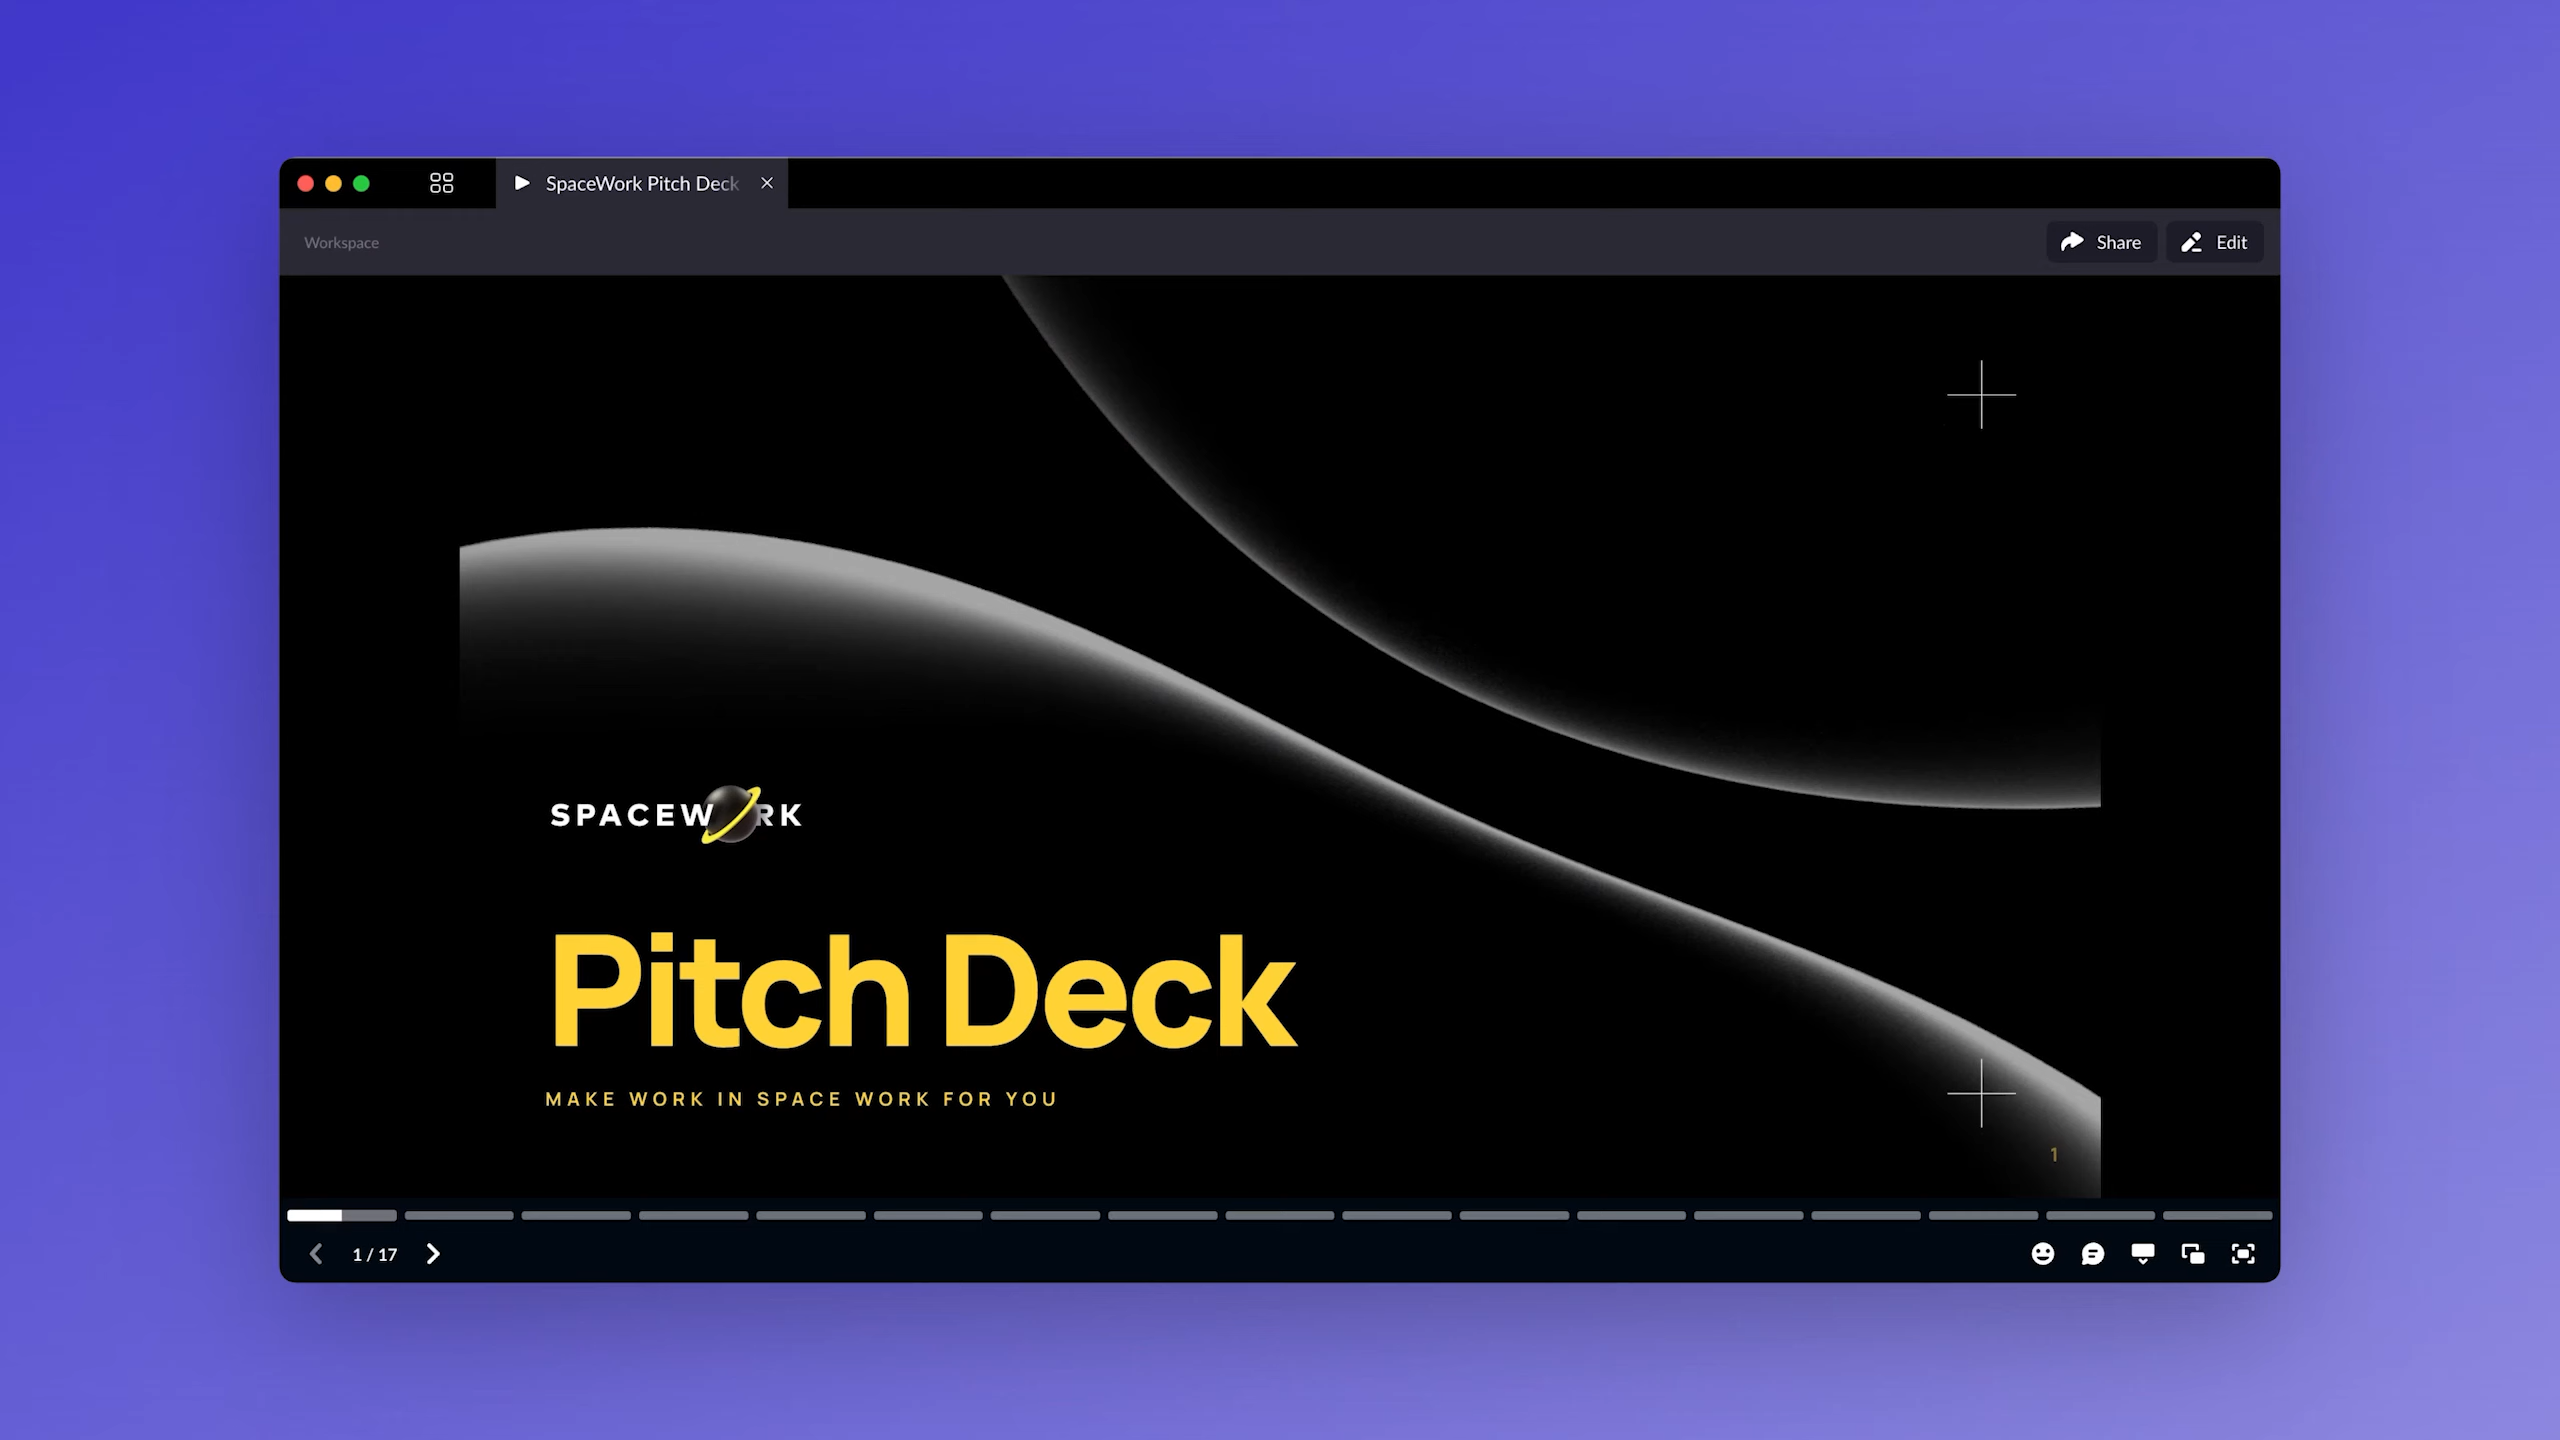 SpaceWork Pitch Deck
Workspace
Share
Edit
SPACEWORK
Pitch Deck
MAKE WORK IN SPACE WORK FOR YOU
1
1 / 17